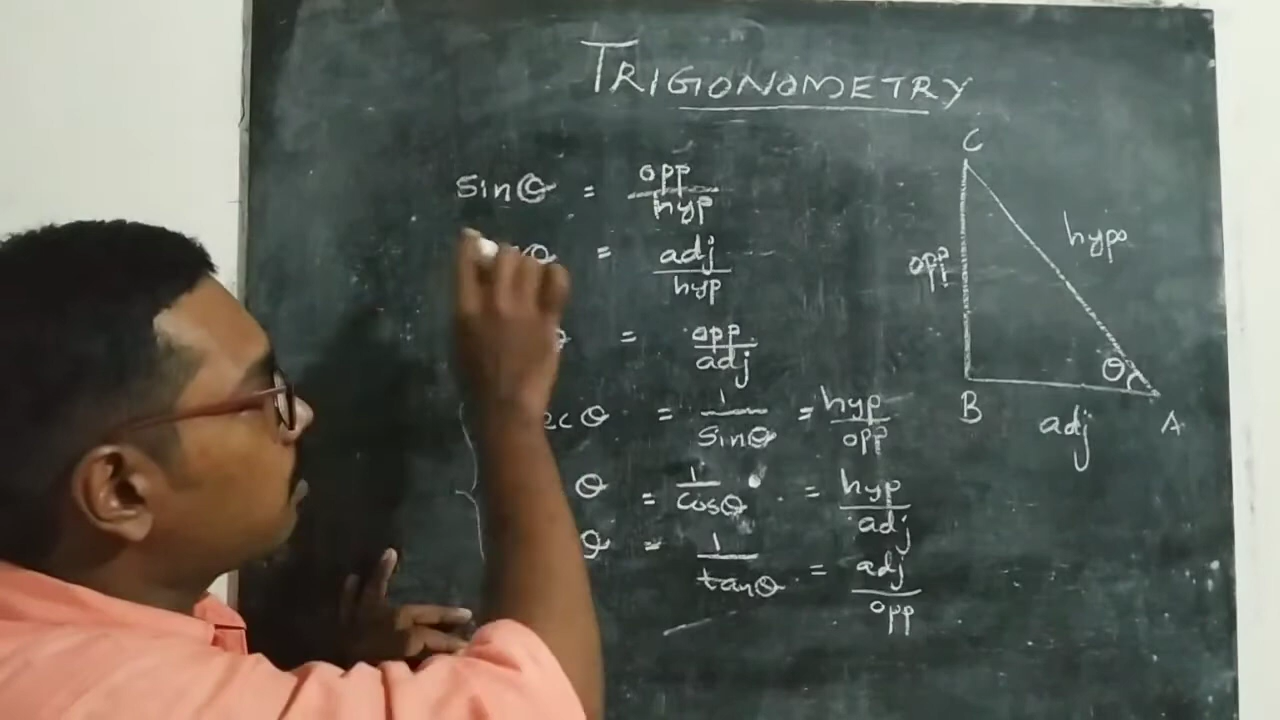 TRIGONOMETRY
sinθ = opp/hyp
θ = adj/hyp
= opp/adj
ecθ = 1/sinθ = hyp/opp
θ = 1/cosθ = hyp/adj
θ = 1/tanθ = adj/opp
C
hypo
opp
θ
B
adj
A